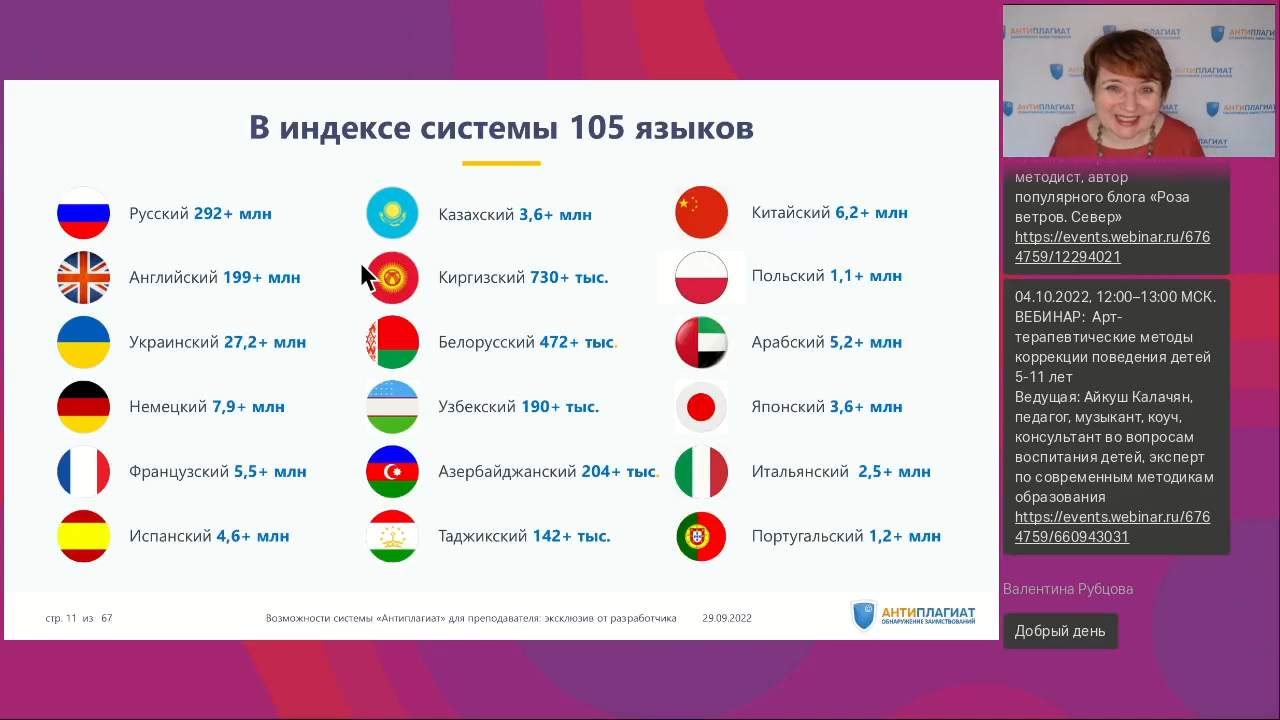 В индексе системы 105 языков
Русский 292+ млн
Английский 199+ млн
Украинский 27,2+ млн
Немецкий 7,9+ млн
Французский 5,5+ млн
Испанский 4,6+ млн
Казахский 3,6+ млн
Киргизский 730+ тыс.
Белорусский 472+ тыс.
Узбекский 190+ тыс.
Азербайджанский 204+ тыс.
Таджикский 142+ тыс.
Китайский 6,2+ млн
Польский 1,1+ млн
Арабский 5,2+ млн
Японский 3,6+ млн
Итальянский 2,5+ млн
Португальский 1,2+ млн
стр. 11 из 67
Возможности системы «Антиплагиат» для преподавателя: эксклюзив от разработчика
29.09.2022
АНТИПЛАГИАТ
ОБНАРУЖЕНИЕ ЗАИМСТВОВАНИЙ
АНТИПЛАГИАТ
АНТИПЛАГИАТ
АНТИПЛАГИАТ
методист, автор
популярного блога «Роза
ветров. Север»
https://events.webinar.ru/676
4759/12294021
04.10.2022, 12:00–13:00 МСК.
ВЕБИНАР: Арт-
терапевтические методы
коррекции поведения детей
5-11 лет
Ведущая: Айкуш Калачян,
педагог, музыкант, коуч,
консультант во вопросам
воспитания детей, эксперт
по современным методикам
образования
https://events.webinar.ru/676
4759/660943031
Валентина Рубцова
Добрый день